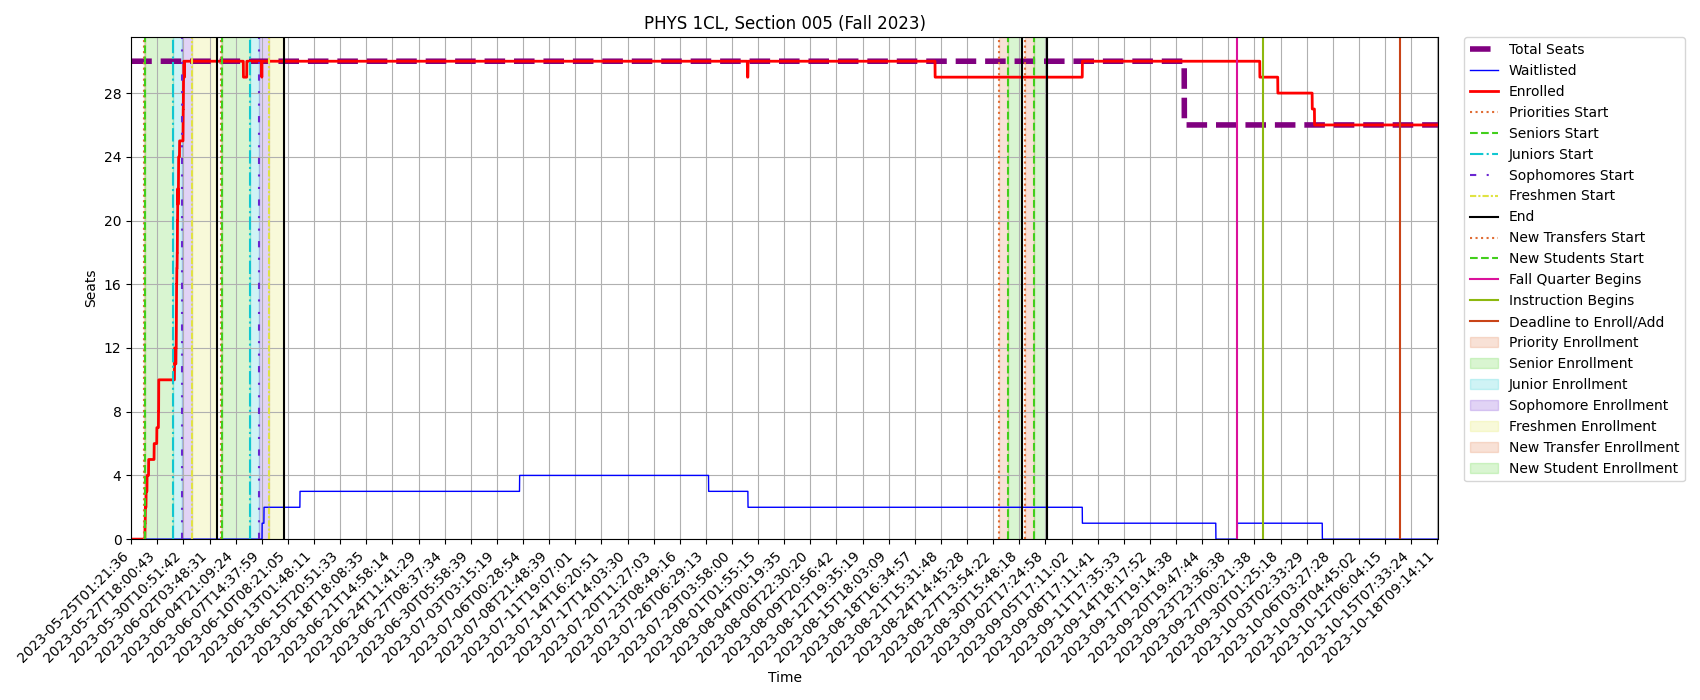 PHYS 1CL, Section 005 (Fall 2023)
Seats
28
24
20
16
12
8
4
0
2023-05-25T01:21:36
2023-05-27T18:00:43
2023-05-30T10:51:42
2023-06-02T03:48:31
2023-06-04T21:09:24
2023-06-07T14:37:59
2023-06-10T08:21:05
2023-06-13T01:48:11
2023-06-15T20:51:33
2023-06-18T18:08:35
2023-06-21T14:58:14
2023-06-24T11:41:29
2023-06-27T08:37:34
2023-06-30T05:58:39
2023-07-03T03:15:19
2023-07-06T00:28:54
2023-07-08T21:48:39
2023-07-11T19:07:01
2023-07-14T16:20:51
2023-07-17T14:03:30
2023-07-20T11:27:03
2023-07-23T08:49:16
2023-07-26T06:29:13
2023-07-29T03:58:00
2023-08-01T01:55:15
2023-08-04T00:19:35
2023-08-06T22:30:20
2023-08-09T20:56:42
2023-08-12T19:35:19
2023-08-15T18:03:09
2023-08-18T16:34:57
2023-08-21T15:31:48
2023-08-24T14:45:28
2023-08-27T13:54:22
2023-08-30T15:48:18
2023-09-02T17:24:58
2023-09-05T17:11:02
2023-09-08T17:11:41
2023-09-11T17:35:33
2023-09-14T18:17:52
2023-09-17T19:14:38
2023-09-20T19:47:44
2023-09-23T23:36:38
2023-09-27T00:21:38
2023-09-30T01:25:18
2023-10-03T02:33:29
2023-10-06T03:27:28
2023-10-09T04:45:02
2023-10-12T06:04:15
2023-10-15T07:33:24
2023-10-18T09:14:11
Time
Total Seats
Waitlisted
Enrolled
Priorities Start
Seniors Start
Juniors Start
Sophomores Start
Freshmen Start
End
New Transfers Start
New Students Start
Fall Quarter Begins
Instruction Begins
Deadline to Enroll/Add
Priority Enrollment
Senior Enrollment
Junior Enrollment
Sophomore Enrollment
Freshmen Enrollment
New Transfer Enrollment
New Student Enrollment